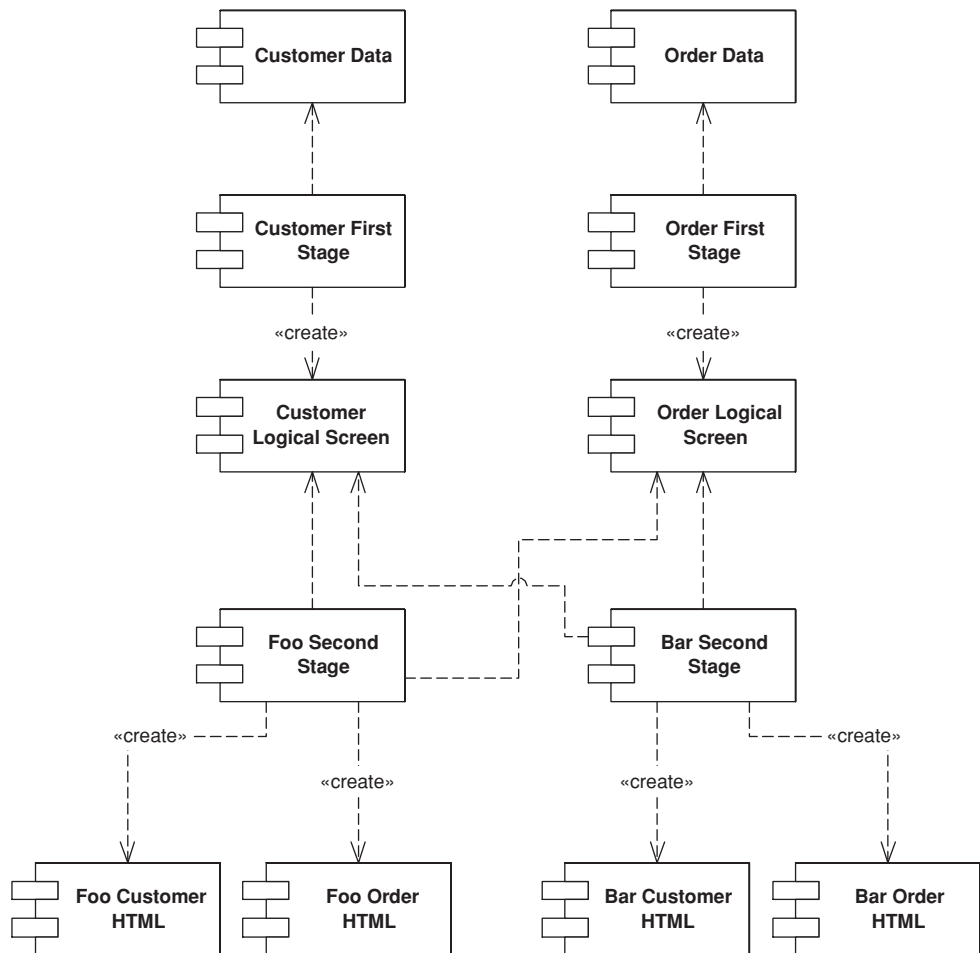 Customer Data
Order Data
Customer First
Stage
Order First
Stage
«create»
«create»
Customer
Logical Screen
Order Logical
Screen
Foo Second
Stage
Bar Second
Stage
«create»
«create»
«create»
«create»
Foo Customer
HTML
Foo Order
HTML
Bar Customer
HTML
Bar Order
HTML